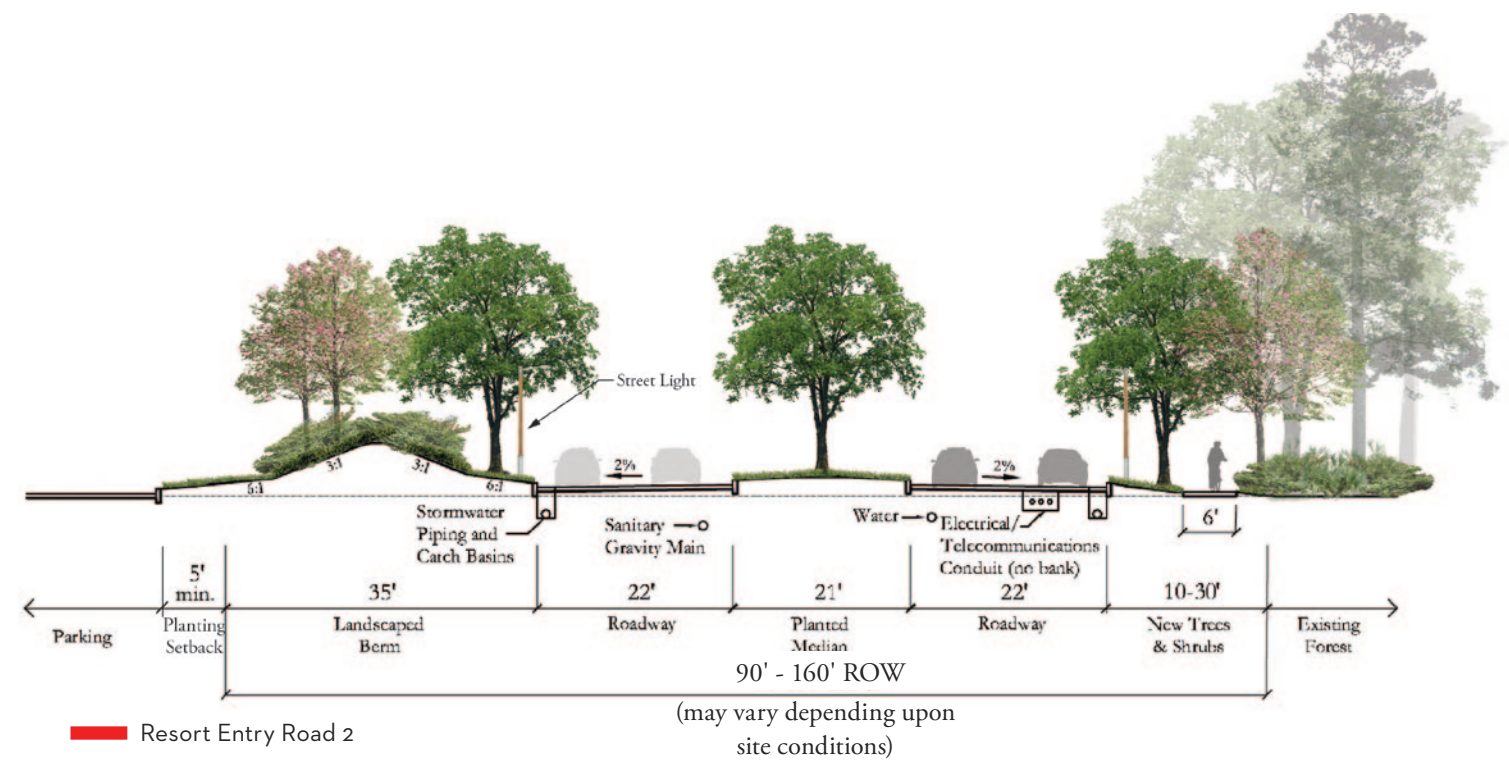 Street Light
3:1
3:1
6:1
6:1
2%
2%
Stormwater
Piping and
Catch Basins
Sanitary
Gravity Main
Water
Electrical/
Telecommunications
Conduit (no bank)
6'
5'
min.
35'
22'
21'
22'
10-30'
Parking
Planting
Setback
Landscaped
Berm
Roadway
Planted
Median
Roadway
New Trees
& Shrubs
Existing
Forest
90' - 160' ROW
(may vary depending upon
site conditions)
Resort Entry Road 2